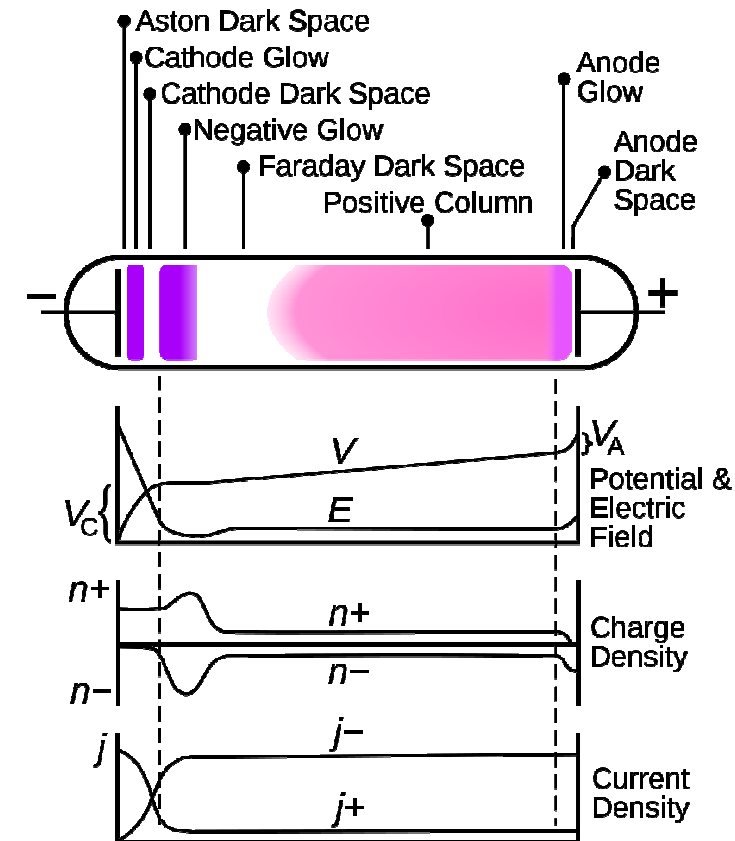 Aston Dark Space
Cathode Glow
Cathode Dark Space
Negative Glow
Faraday Dark Space
Positive Column
Anode
Glow
Anode
Dark
Space
−
+
V
VA
VC
E
Potential &
Electric
Field
n+
n+
n−
n−
Charge
Density
j
j−
j+
Current
Density